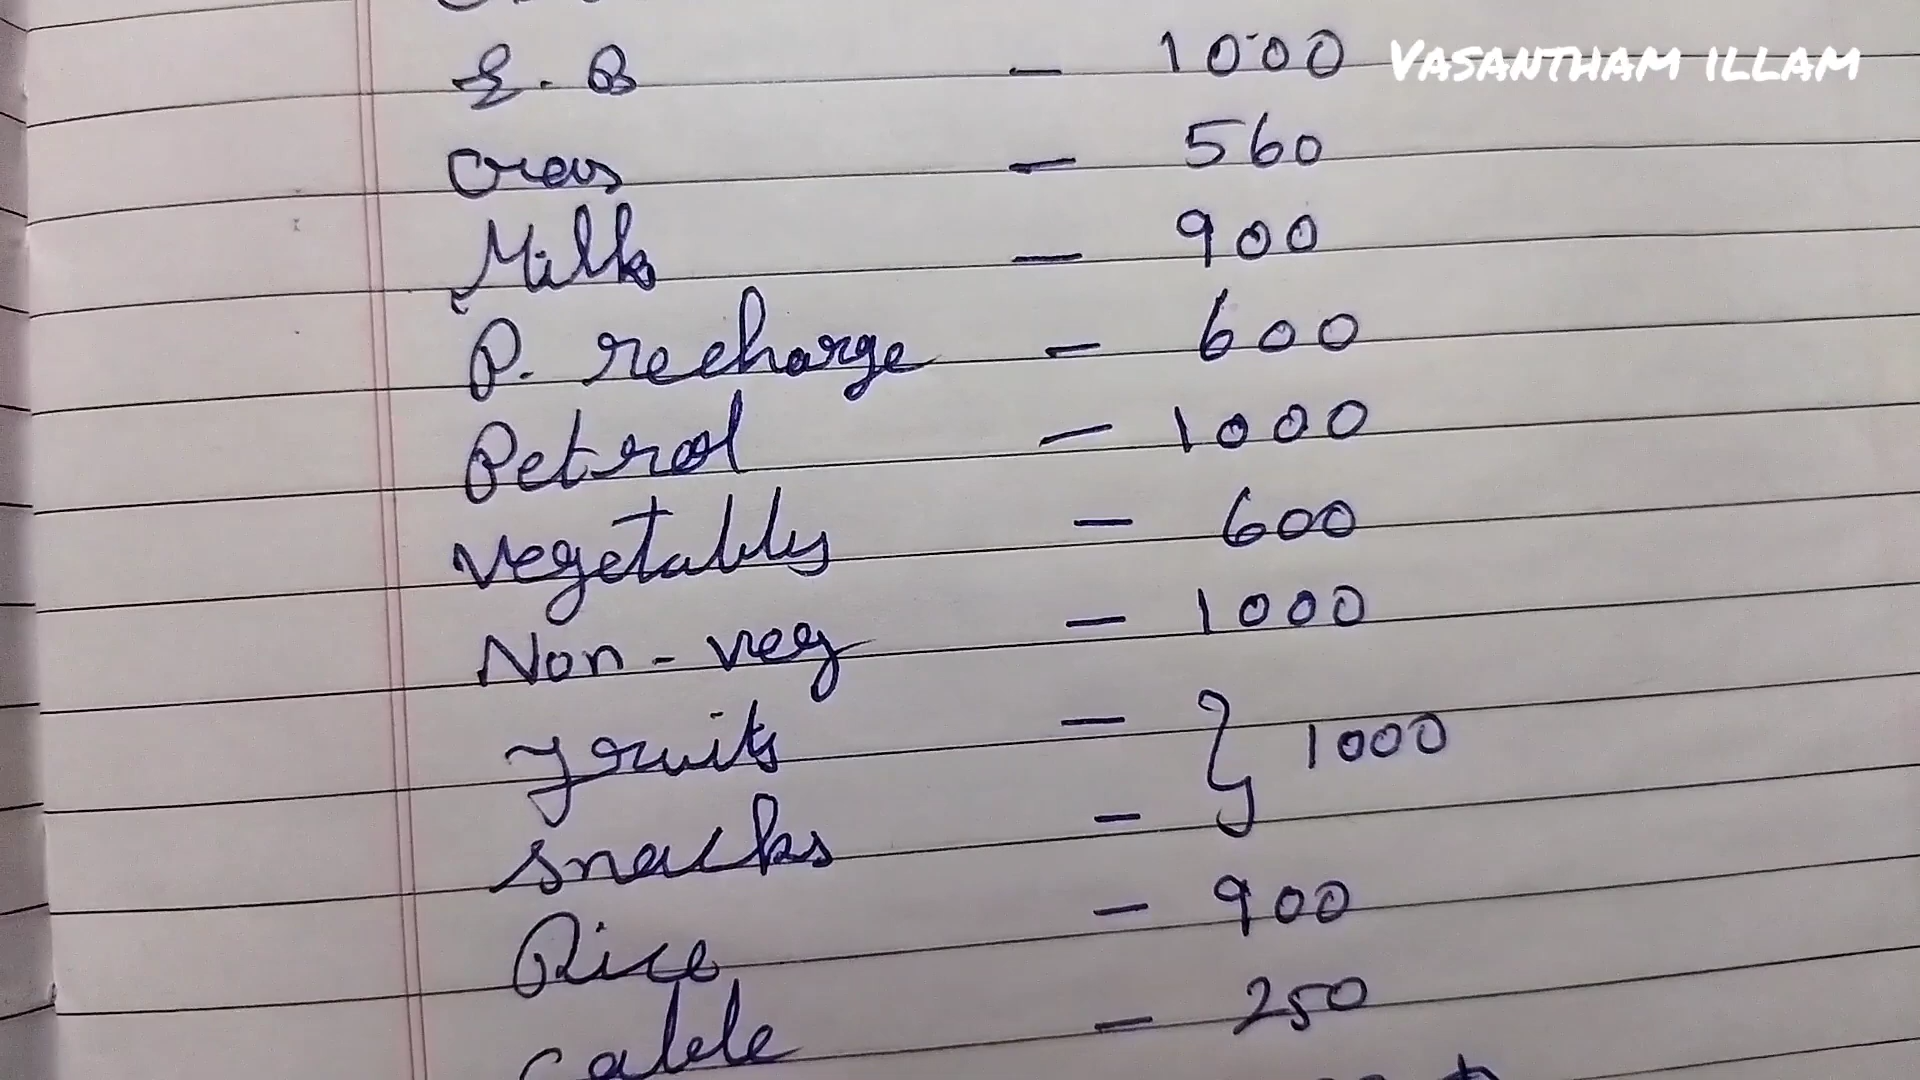 E.B - 1000
VASANTHAM ILLAM
Gas - 560
Milk - 900
P. recharge - 600
Petrol - 1000
Vegetables - 600
Non-veg - 1000
Fruits - } 1000
Snacks -
Rice - 900
Cable - 250